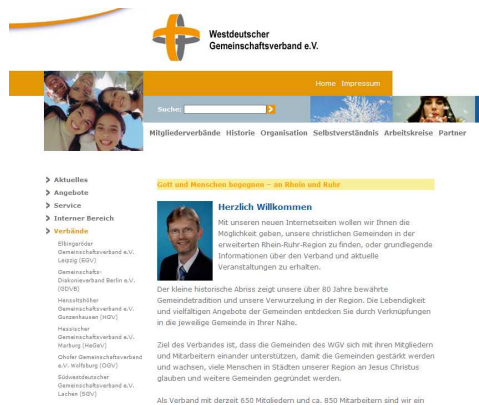 Westdeutscher
Gemeinschaftsverband e.V.
Home Impressum
Suche:
Mitgliederverbände Historie Organisation Selbstverständnis Arbeitskreise Partner
Aktuelles
Angebote
Service
Interner Bereich
Verbände
Elbingeröder
Gemeinschaftsverband e.V.
Leipzig (EGV)
Gemeinschafts-
Diakonieverband Berlin e.V.
(GDVB)
Hensoltshöher
Gemeinschaftsverband e.V.
Gunzenhausen (HGV)
Hessischer
Gemeinschaftsverband e.V.
Marburg (HeGeV)
Ohofer Gemeinschaftsverband
e.V. Wolfsburg (OGV)
Südwestdeutscher
Gemeinschaftsverband e.V.
Lachen (SGV)
Gott und Menschen begegnen – an Rhein und Ruhr
Herzlich Willkommen
Mit unseren neuen Internetseiten wollen wir Ihnen die
Möglichkeit geben, unsere christlichen Gemeinden in der
erweiterten Rhein-Ruhr-Region zu finden, oder grundlegende
Informationen über den Verband und aktuelle
Veranstaltungen zu erhalten.
Der kleine historische Abriss zeigt unsere über 80 Jahre bewährte
Gemeindetradition und unsere Verwurzelung in der Region. Die Lebendigkeit
und vielfältigen Angebote der Gemeinden entdecken Sie durch Verknüpfungen
in die jeweilige Gemeinde in Ihrer Nähe.
Ziel des Verbandes ist, dass die Gemeinden des WGV sich mit ihren Mitgliedern
und Mitarbeitern einander unterstützen, damit die Gemeinden gestärkt werden
und wachsen, viele Menschen in Städten unserer Region an Jesus Christus
glauben und weitere Gemeinden gegründet werden.
Als Verband mit derzeit 650 Mitgliedern und ca. 850 Mitarbeitern sind wir ein